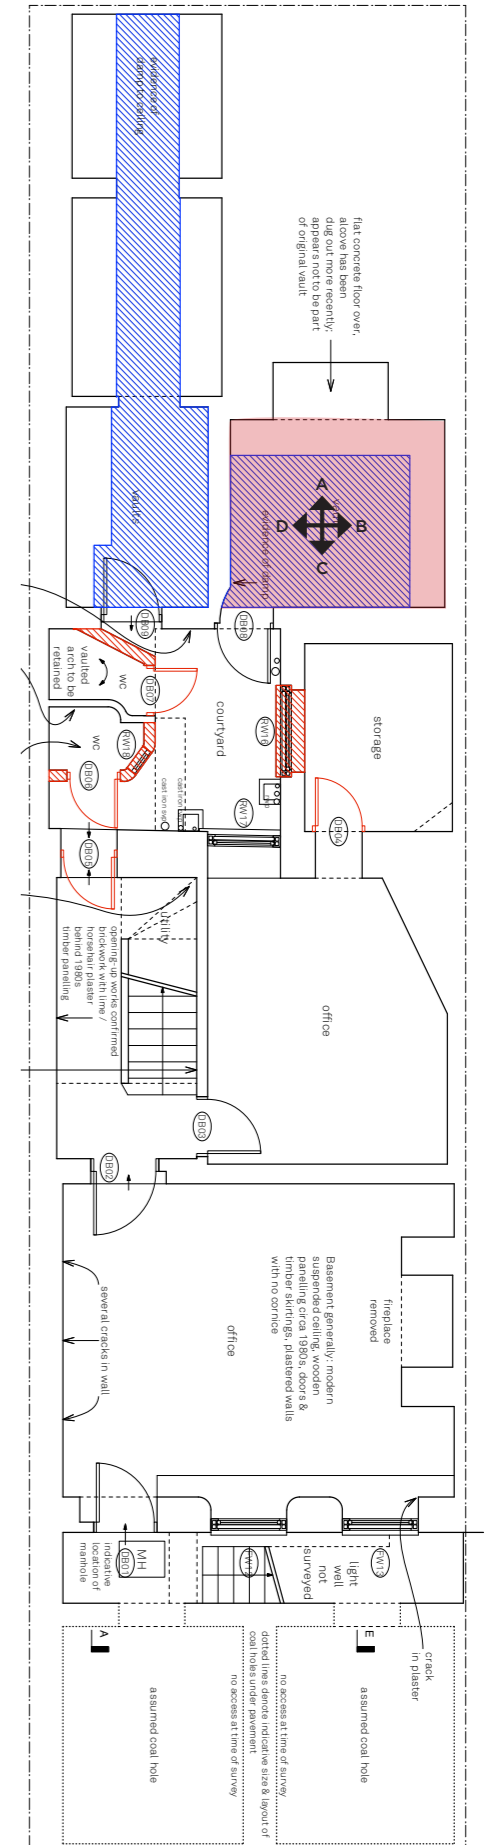 evidence of
damp to ceiling
flat concrete floor over,
alcove has been
dug out more recently;
appears not to be part
of original vault
vaults
A
B
C
D
evidence of damp
DB09
DB08
vaulted
arch to be
retained
wc
DB07
wc
RW18
DB06
DB05
courtyard
RW16
RW17
cast iron svp
cast iron
storage
DB04
utility
opening-up works confirmed
brickwork with lime /
horsehair plaster
behind 1980s
timber panelling
office
DB03
DB02
Basement generally: modern
suspended ceiling, wooden
panelling circa 1980s, doors &
timber skirtings, plastered walls
with no cornice
fireplace
removed
office
several cracks in wall
crack
in plaster
MH
DB01
indicative
location of
manhole
FW12
FW13
light
well
not
surveyed
A
E
assumed coal hole
no access at time of survey
dotted lines denote indicative size & layout of
coal holes under pavement
no access at time of survey
assumed coal hole